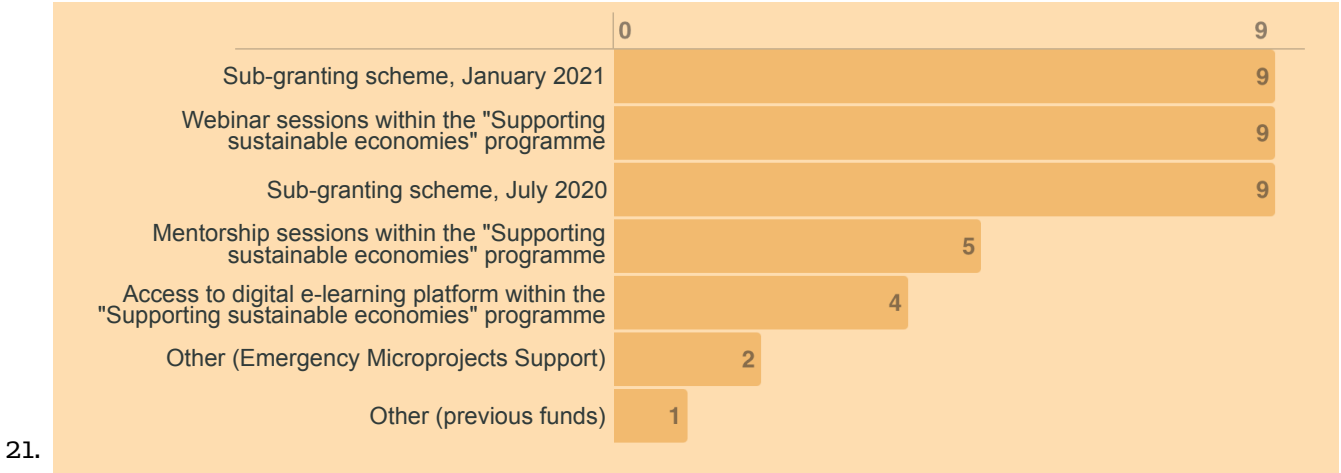 0 9
Sub-granting scheme, January 2021 9
Webinar sessions within the "Supporting
sustainable economies" programme 9
Sub-granting scheme, July 2020 9
Mentorship sessions within the "Supporting
sustainable economies" programme 5
Access to digital e-learning platform within the
"Supporting sustainable economies" programme 4
Other (Emergency Microprojects Support) 2
Other (previous funds) 1
21.